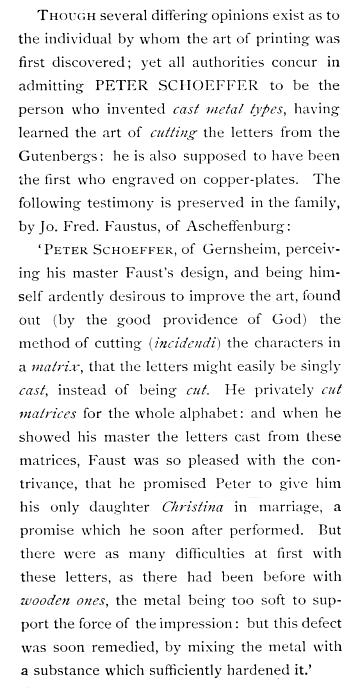 THOUGH several differing opinions exist as to
the individual by whom the art of printing was
first discovered; yet all authorities concur in
admitting PETER SCHOEFFER to be the
person who invented cast metal types, having
learned the art of cutting the letters from the
Gutenbergs: he is also supposed to have been
the first who engraved on copper-plates. The
following testimony is preserved in the family,
by Jo. Fred. Faustus, of Ascheffenburg:
'PETER SCHOEFFER, of Gernsheim, perceiv-
ing his master Faust's design, and being him-
self ardently desirous to improve the art, found
out (by the good providence of God) the
method of cutting (incidendi) the characters in
a matrix, that the letters might easily be singly
cast, instead of being cut. He privately cut
matrices for the whole alphabet: and when he
showed his master the letters cast from these
matrices, Faust was so pleased with the con-
trivance, that he promised Peter to give him
his only daughter Christina in marriage, a
promise which he soon after performed. But
there were as many difficulties at first with
these letters, as there had been before with
wooden ones, the metal being too soft to sup-
port the force of the impression: but this defect
was soon remedied, by mixing the metal with
a substance which sufficiently hardened it.'